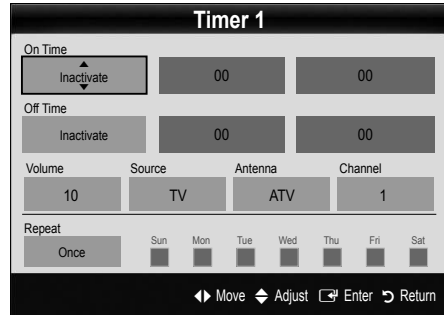 Timer 1
On Time
Inactivate 00 00
Off Time
Inactivate 00 00
Volume Source Antenna Channel
10 TV ATV 1
Repeat
Once Sun Mon Tue Wed Thu Fri Sat
Move Adjust Enter Return